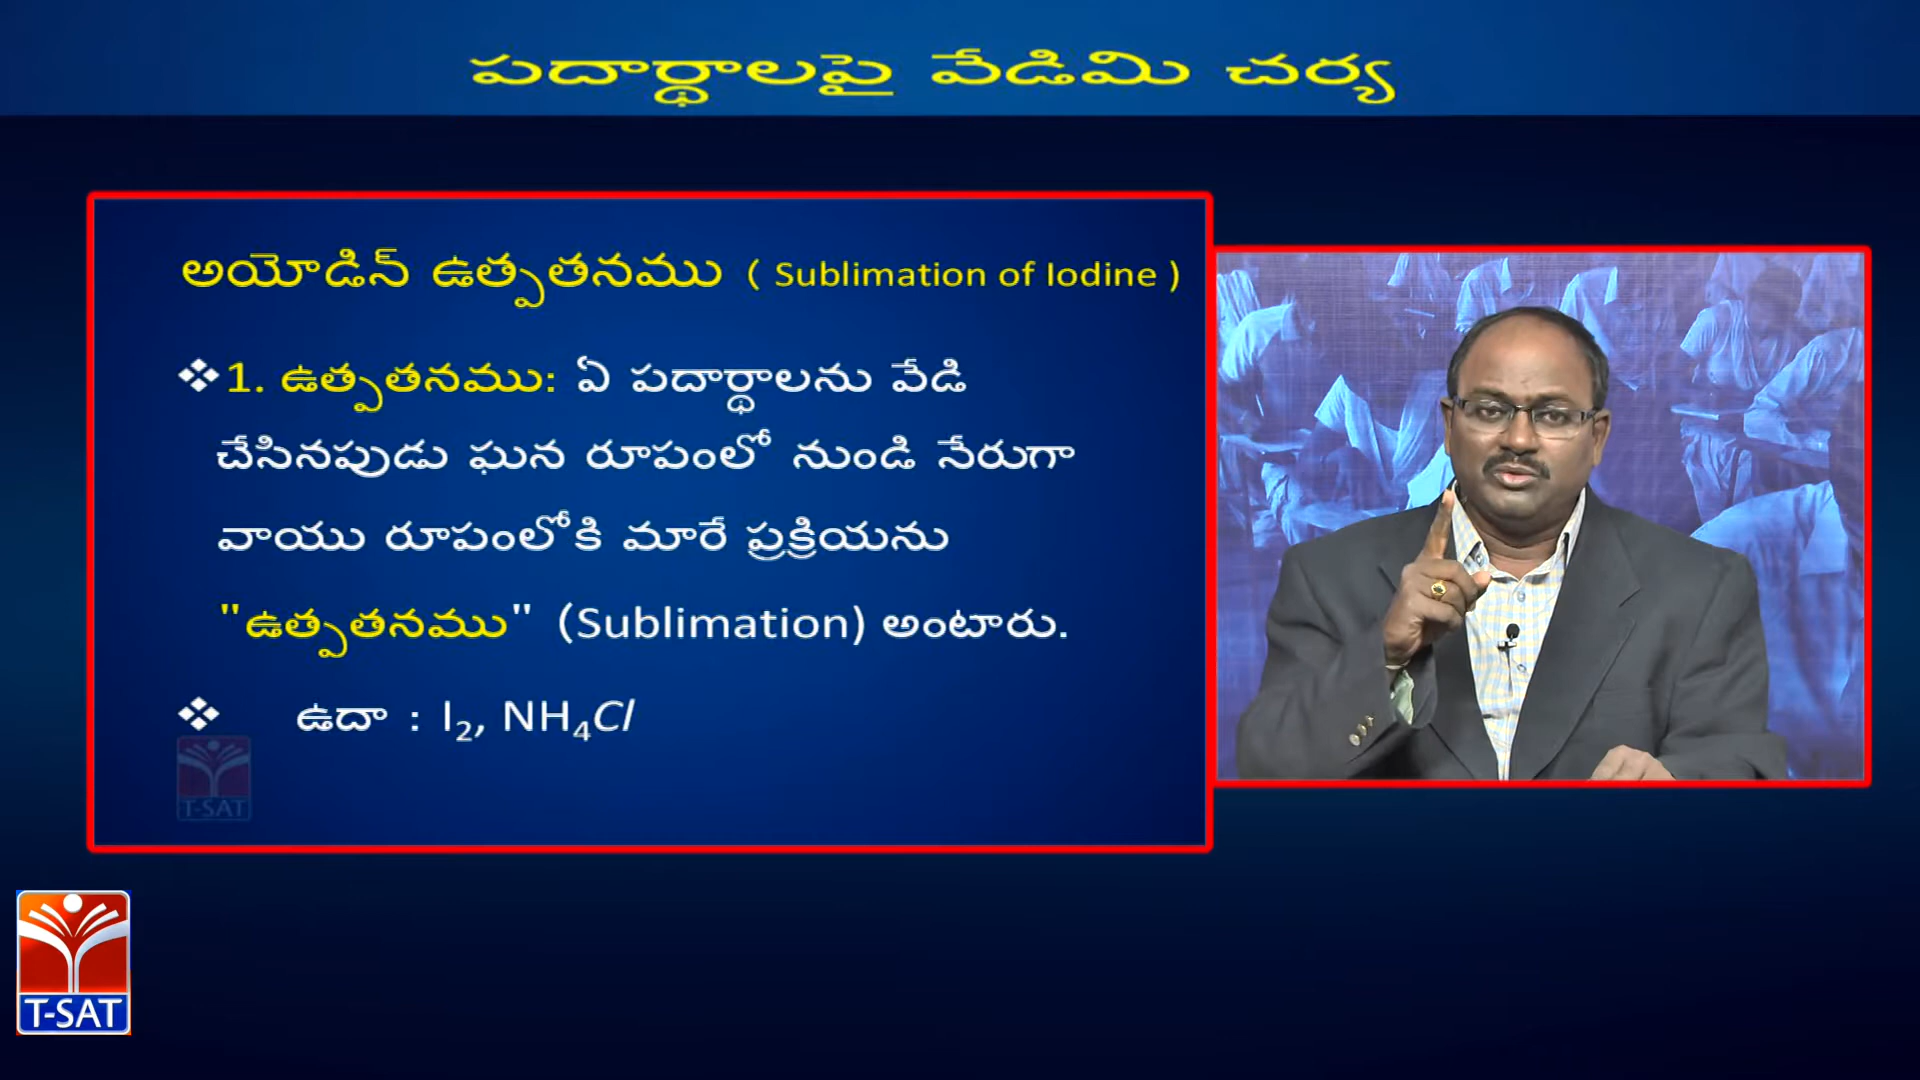 పదార్థాలపై వేడిమి చర్య
అయోడిన్ ఉత్పతనము ( Sublimation of Iodine )
❖1. ఉత్పతనము: ఏ పదార్థాలను వేడి
చేసినపుడు ఘన రూపంలో నుండి నేరుగా
వాయు రూపంలోకి మారే ప్రక్రియను
"ఉత్పతనము" (Sublimation) అంటారు.
❖ ఉదా : I₂, NH₄Cl
T-SAT
T-SAT